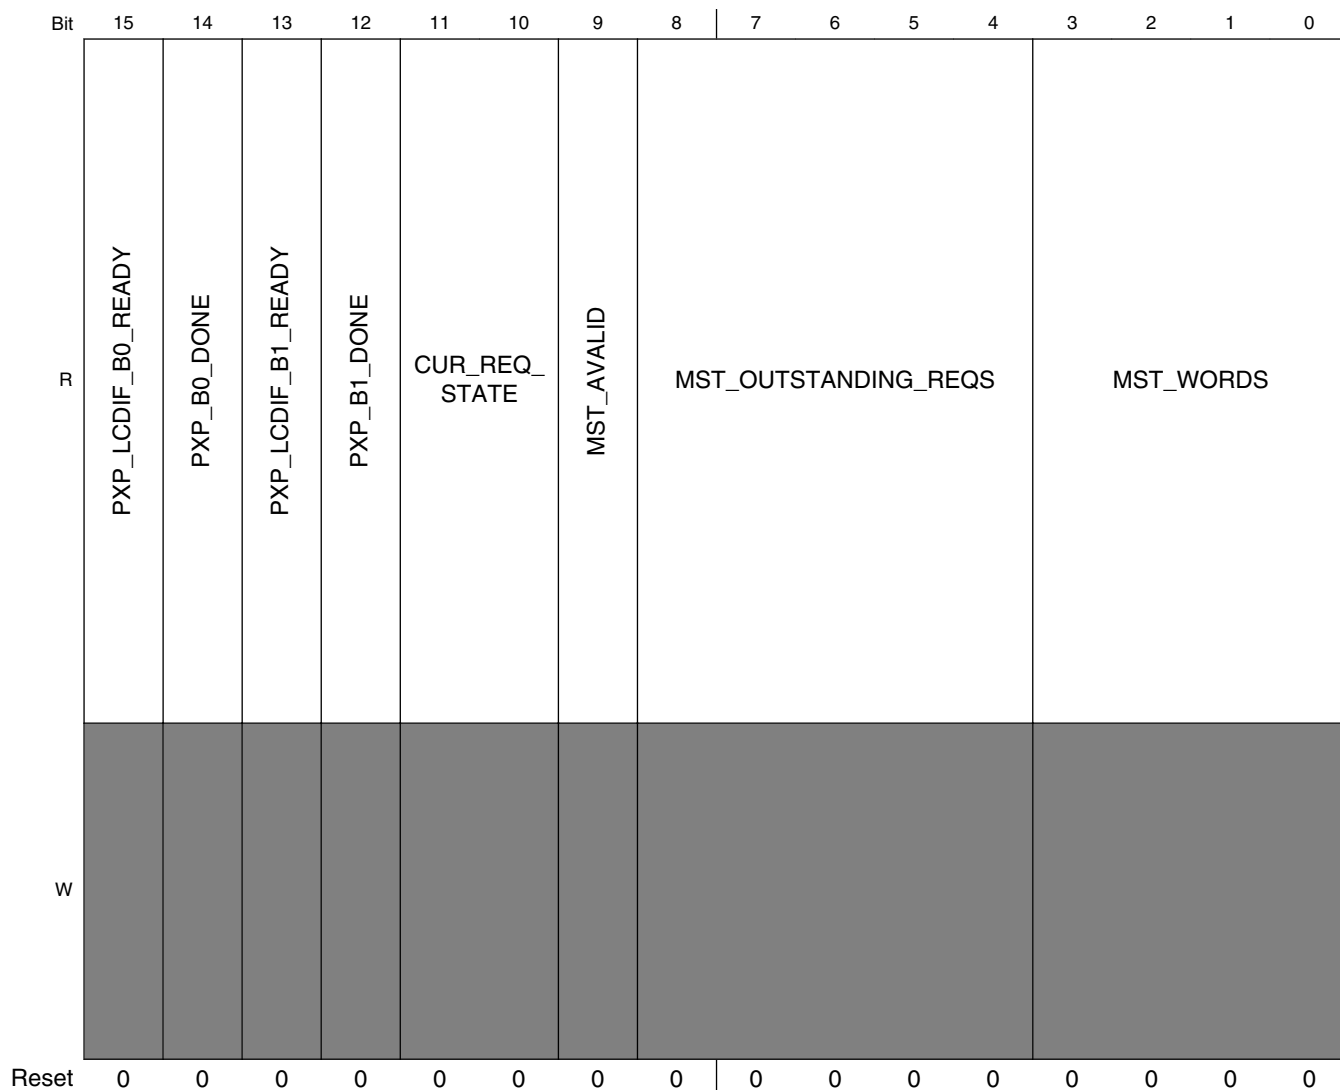 Bit 15 14 13 12 11 10 9 8 7 6 5 4 3 2 1 0
R
PXP_LCDIF_B0_READY
PXP_B0_DONE
PXP_LCDIF_B1_READY
PXP_B1_DONE
CUR_REQ_
STATE
MST_AVALID
MST_OUTSTANDING_REQS
MST_WORDS
W
Reset 0 0 0 0 0 0 0 0 0 0 0 0 0 0 0 0